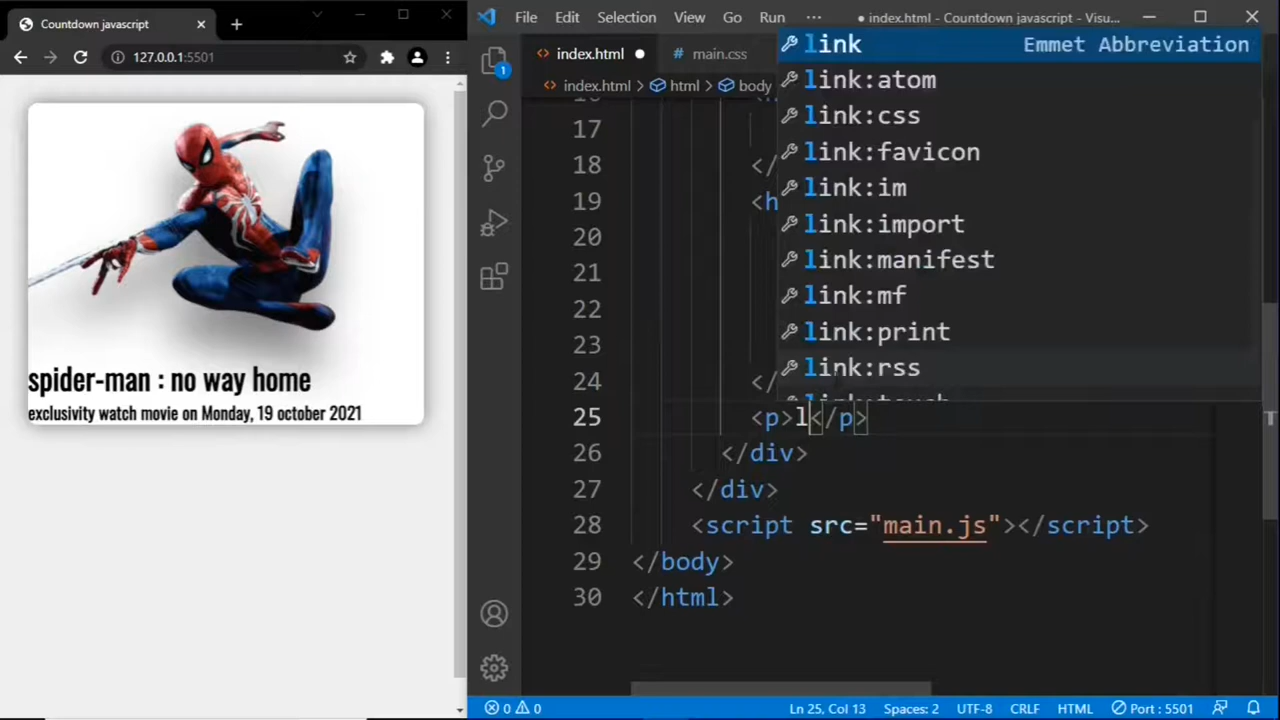 Countdown javascript
127.0.0.1:5501
spider-man : no way home
exclusivity watch movie on Monday, 19 october 2021
File Edit Selection View Go Run ··· ● index.html - Countdown javascript - Visu...
index.html ● # main.css
index.html > html > body
1
link Emmet Abbreviation
link:atom
link:css
link:favicon
link:im
link:import
link:manifest
link:mf
link:print
link:rss
17
18 </
19 <h
20
21
22
23
24 </
25 <p>l</p>
26 </div>
27 </div>
28 <script src="main.js"></script>
29 </body>
30 </html>
0 0 Ln 25, Col 13 Spaces: 2 UTF-8 CRLF HTML Port : 5501